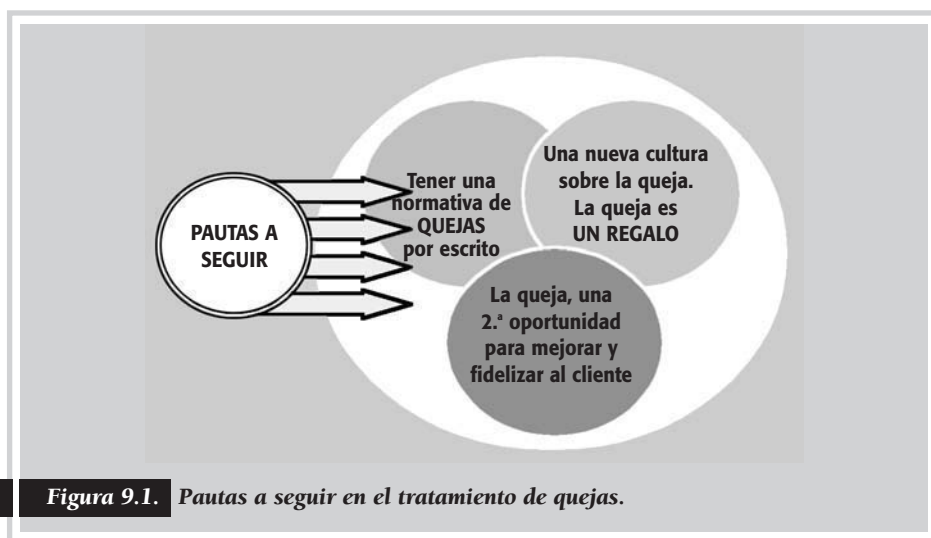 PAUTAS A
SEGUIR
Tener una
normativa de
QUEJAS
por escrito
Una nueva cultura
sobre la queja.
La queja es
UN REGALO
La queja, una
2.ª oportunidad
para mejorar y
fidelizar al cliente
Figura 9.1. Pautas a seguir en el tratamiento de quejas.